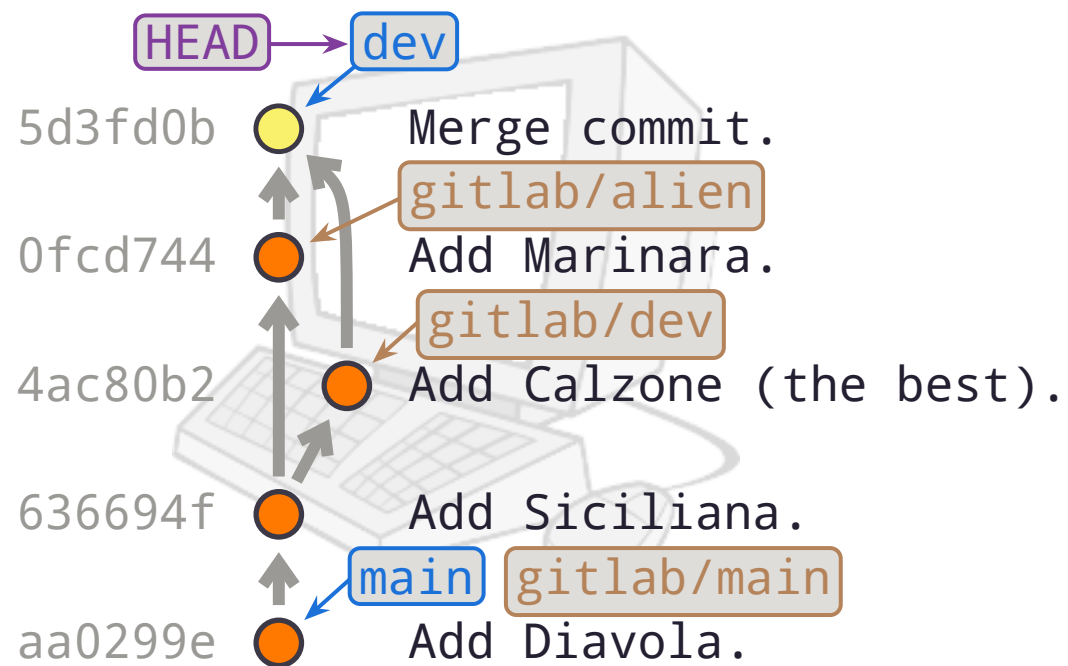 HEAD dev
5d3fd0b Merge commit.
gitlab/alien
0fcd744 Add Marinara.
gitlab/dev
4ac80b2 Add Calzone (the best).
636694f Add Siciliana.
main gitlab/main
aa0299e Add Diavola.